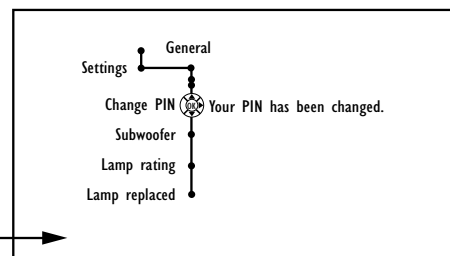 General
Settings
Change PIN OK Your PIN has been changed.
Subwoofer
Lamp rating
Lamp replaced